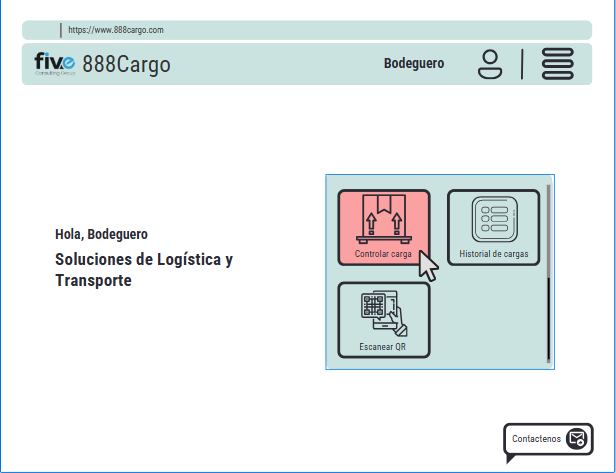 https://www.888cargo.com
five
Consulting Group
888Cargo
Bodeguero
Hola, Bodeguero
Soluciones de Logística y
Transporte
Controlar carga
Historial de cargas
Escanear QR
Contactenos